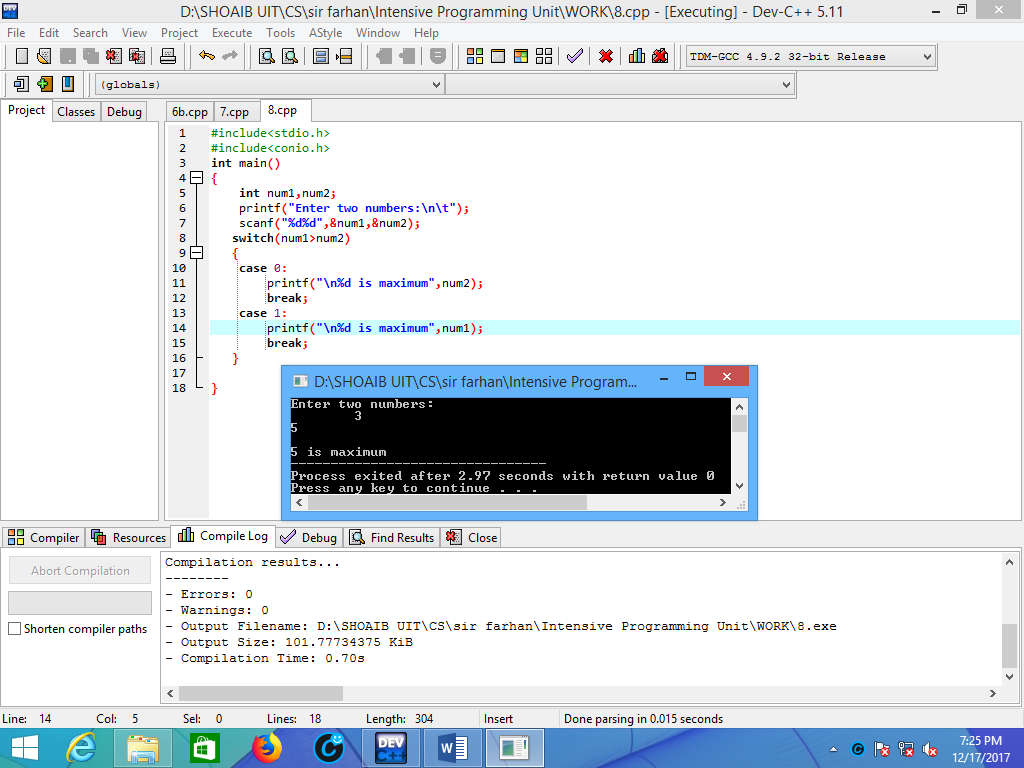 D:\SHOAIB UIT\CS\sir farhan\Intensive Programming Unit\WORK\8.cpp - [Executing] - Dev-C++ 5.11
File Edit Search View Project Execute Tools AStyle Window Help
TDM-GCC 4.9.2 32-bit Release
(globals)
Project Classes Debug 6b.cpp 7.cpp 8.cpp
1 #include<stdio.h>
2 #include<conio.h>
3 int main()
4 {
5 int num1,num2;
6 printf("Enter two numbers:\n\t");
7 scanf("%d%d",&num1,&num2);
8 switch(num1>num2)
9 {
10 case 0:
11 printf("\n%d is maximum",num2);
12 break;
13 case 1:
14 printf("\n%d is maximum",num1);
15 break;
16 }
17
18 }
D:\SHOAIB UIT\CS\sir farhan\Intensive Program...
Enter two numbers:
3
5
5 is maximum
--------------------------------
Process exited after 2.97 seconds with return value 0
Press any key to continue . . .
Compiler Resources Compile Log Debug Find Results Close
Abort Compilation
Shorten compiler paths
Compilation results...
--------
- Errors: 0
- Warnings: 0
- Output Filename: D:\SHOAIB UIT\CS\sir farhan\Intensive Programming Unit\WORK\8.exe
- Output Size: 101.77734375 KiB
- Compilation Time: 0.70s
Line: 14 Col: 5 Sel: 0 Lines: 18 Length: 304 Insert Done parsing in 0.015 seconds
DEV C++
7:25 PM
12/17/2017